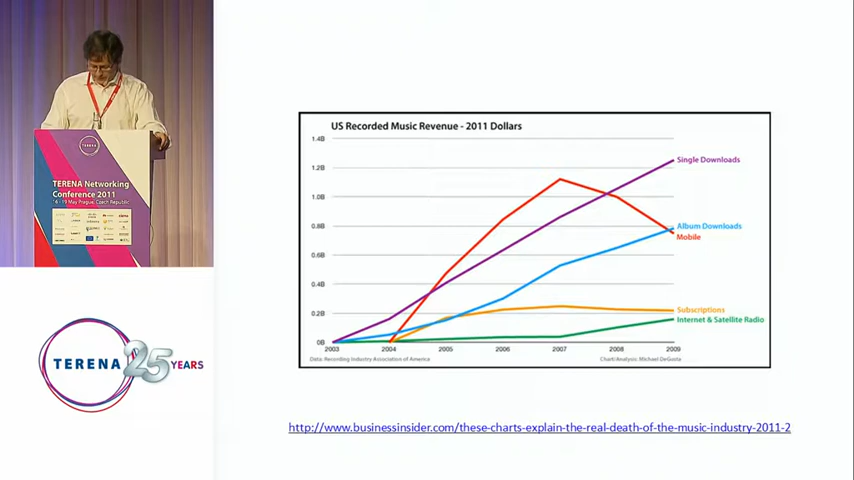 TERENA
TERENA Networking
Conference 2011
16 - 19 May Prague, Czech Republic
TERENA 25 YEARS
US Recorded Music Revenue - 2011 Dollars
1.4B
1.2B
1.0B
0.8B
0.6B
0.4B
0.2B
0B
Single Downloads
Album Downloads
Mobile
Subscriptions
Internet & Satellite Radio
2003 2004 2005 2006 2007 2008 2009
Data: Recording Industry Association of America
Chart/Analysis: Michael DeGusta
http://www.businessinsider.com/these-charts-explain-the-real-death-of-the-music-industry-2011-2